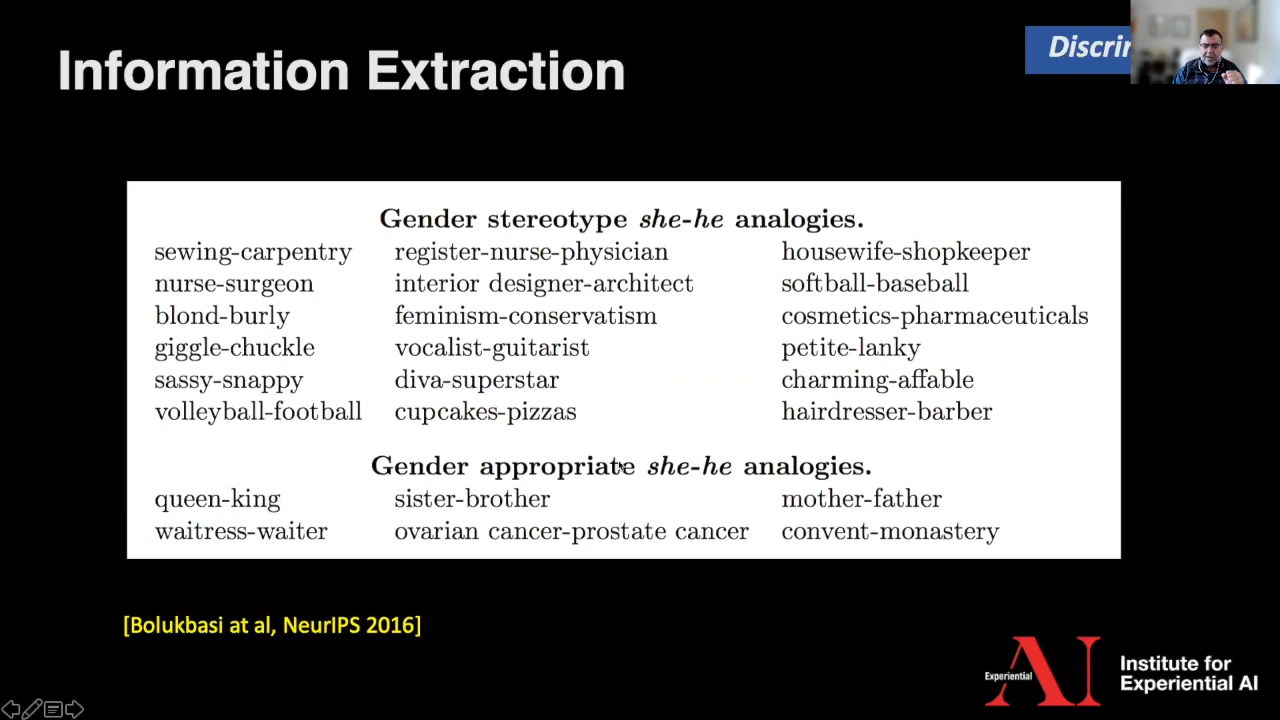 Information Extraction
Gender stereotype she-he analogies.
sewing-carpentry register-nurse-physician housewife-shopkeeper
nurse-surgeon interior designer-architect softball-baseball
blond-burly feminism-conservatism cosmetics-pharmaceuticals
giggle-chuckle vocalist-guitarist petite-lanky
sassy-snappy diva-superstar charming-affable
volleyball-football cupcakes-pizzas hairdresser-barber
Gender appropriate she-he analogies.
queen-king sister-brother mother-father
waitress-waiter ovarian cancer-prostate cancer convent-monastery
[Bolukbasi at al, NeurIPS 2016]
Experiential AI
Institute for
Experiential AI